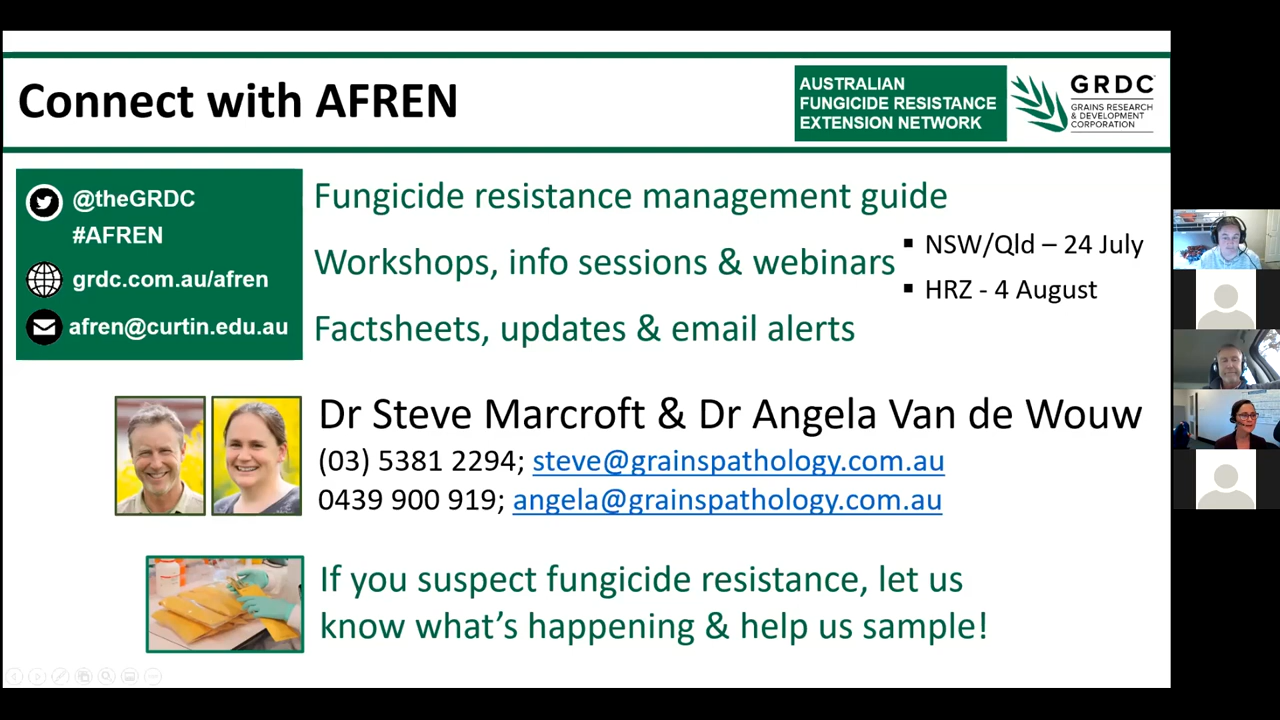 Connect with AFREN
AUSTRALIAN
FUNGICIDE RESISTANCE
EXTENSION NETWORK
GRDC
GRAINS RESEARCH
& DEVELOPMENT
CORPORATION
@theGRDC
#AFREN
grdc.com.au/afren
afren@curtin.edu.au
Fungicide resistance management guide
Workshops, info sessions & webinars
▪ NSW/Qld – 24 July
▪ HRZ - 4 August
Factsheets, updates & email alerts
Dr Steve Marcroft & Dr Angela Van de Wouw
(03) 5381 2294; steve@grainspathology.com.au
0439 900 919; angela@grainspathology.com.au
If you suspect fungicide resistance, let us
know what’s happening & help us sample!